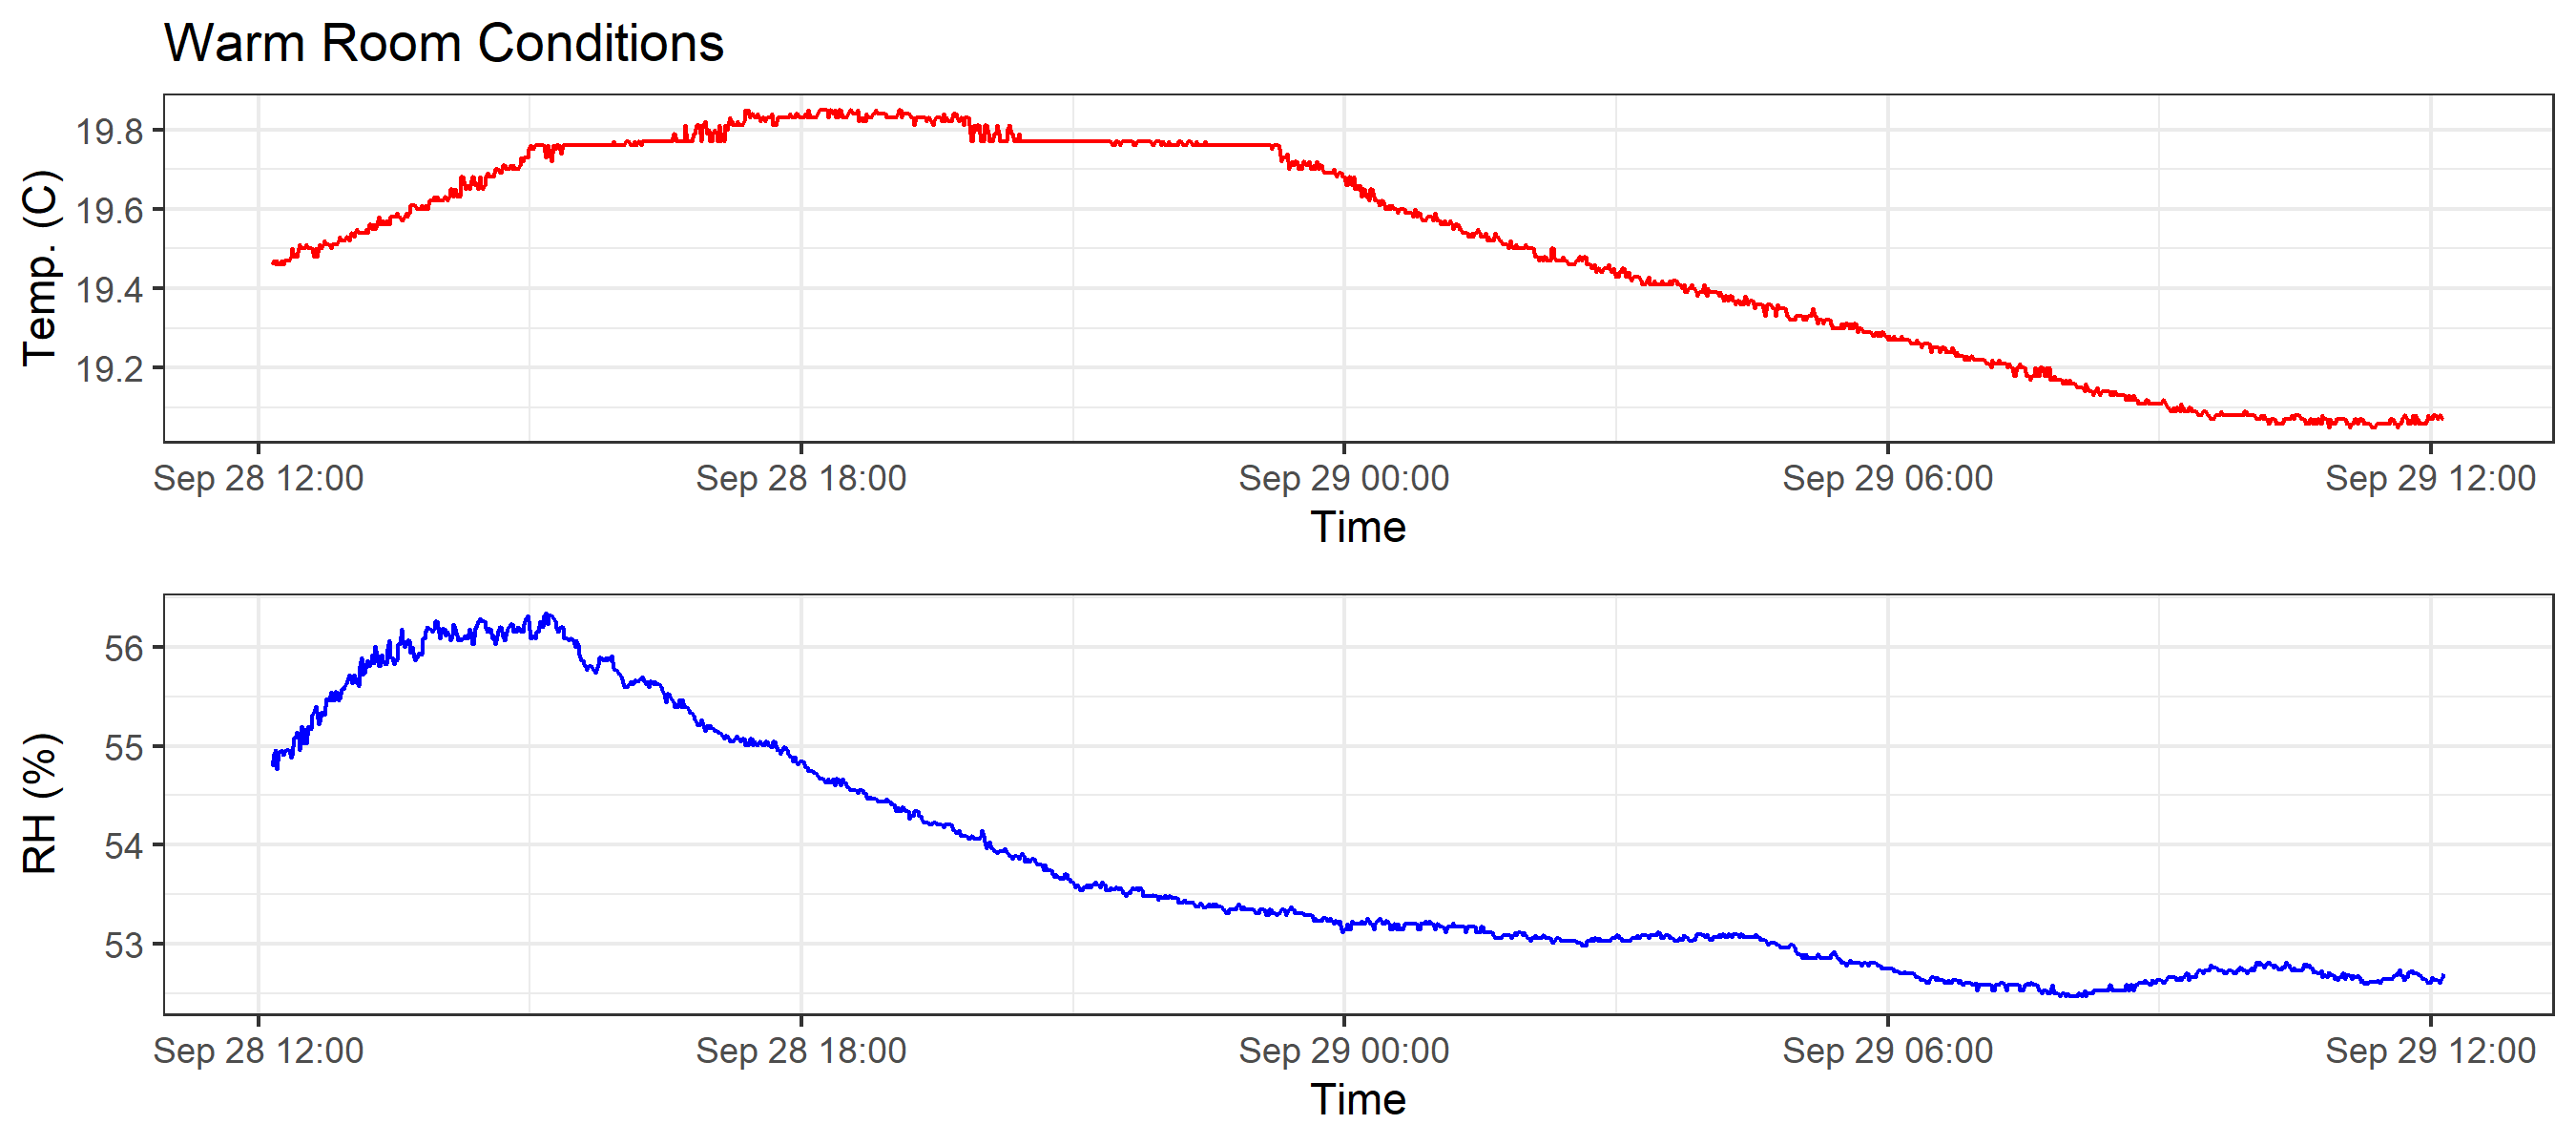 Warm Room Conditions
Temp. (C)
19.8
19.6
19.4
19.2
Sep 28 12:00 Sep 28 18:00 Sep 29 00:00 Sep 29 06:00 Sep 29 12:00
Time
RH (%)
56
55
54
53
Sep 28 12:00 Sep 28 18:00 Sep 29 00:00 Sep 29 06:00 Sep 29 12:00
Time